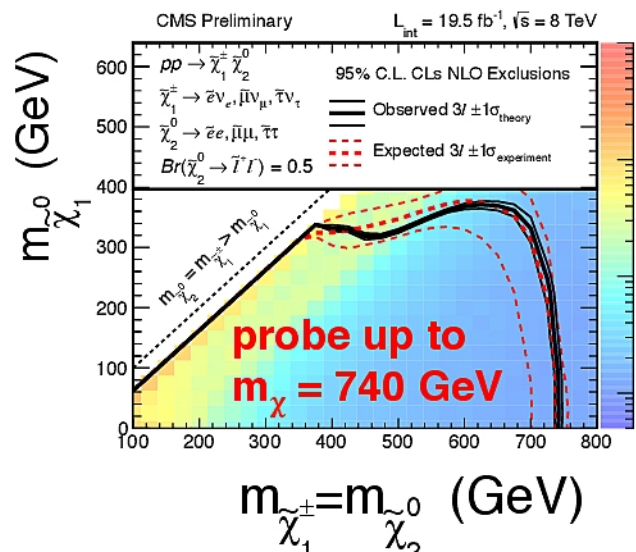 CMS Preliminary L_int = 19.5 fb⁻¹, √s = 8 TeV
pp → χ̃₁± χ̃₂⁰
χ̃₁± → ẽν_e, μ̃ν_μ, τ̃ν_τ
χ̃₂⁰ → ẽe, μ̃μ, τ̃τ
Br(χ̃₂⁰ → l̃⁺l⁻) = 0.5
95% C.L. CLs NLO Exclusions
Observed 3l ±1σ_theory
Expected 3l ±1σ_experiment
m_χ̃₁⁰ (GeV)
600
500
400
300
200
100
0
m_χ̃₂⁰ = m_χ̃₁± > m_χ̃₁⁰
probe up to
m_χ = 740 GeV
100 200 300 400 500 600 700 800
m_χ̃₁± = m_χ̃₂⁰ (GeV)